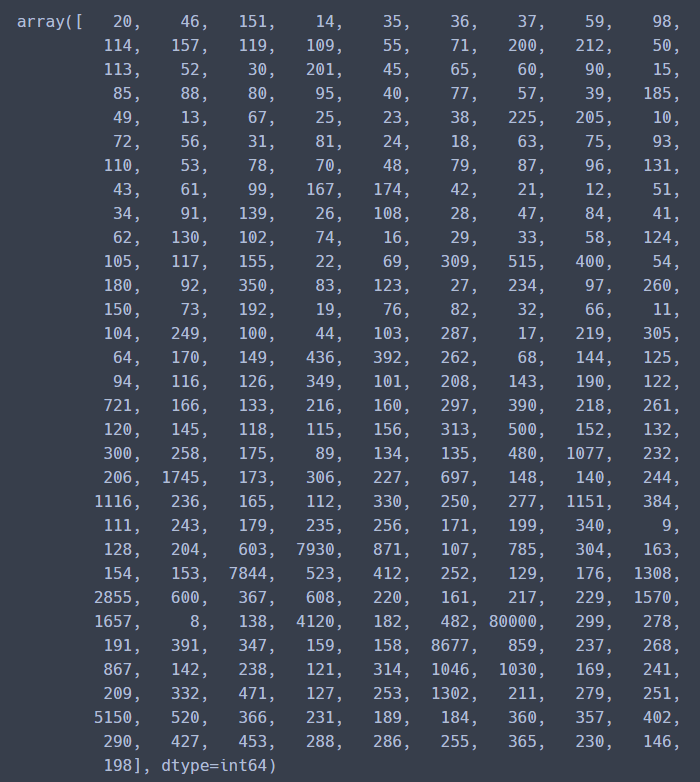 array([   20,    46,   151,    14,    35,    36,    37,    59,    98,
         114,   157,   119,   109,    55,    71,   200,   212,    50,
         113,    52,    30,   201,    45,    65,    60,    90,    15,
          85,    88,    80,    95,    40,    77,    57,    39,   185,
          49,    13,    67,    25,    23,    38,   225,   205,    10,
          72,    56,    31,    81,    24,    18,    63,    75,    93,
         110,    53,    78,    70,    48,    79,    87,    96,   131,
          43,    61,    99,   167,   174,    42,    21,    12,    51,
          34,    91,   139,    26,   108,    28,    47,    84,    41,
          62,   130,   102,    74,    16,    29,    33,    58,   124,
         105,   117,   155,    22,    69,   309,   515,   400,    54,
         180,    92,   350,    83,   123,    27,   234,    97,   260,
         150,    73,   192,    19,    76,    82,    32,    66,    11,
         104,   249,   100,    44,   103,   287,    17,   219,   305,
          64,   170,   149,   436,   392,   262,    68,   144,   125,
          94,   116,   126,   349,   101,   208,   143,   190,   122,
         721,   166,   133,   216,   160,   297,   390,   218,   261,
         120,   145,   118,   115,   156,   313,   500,   152,   132,
         300,   258,   175,    89,   134,   135,   480,  1077,   232,
         206,  1745,   173,   306,   227,   697,   148,   140,   244,
        1116,   236,   165,   112,   330,   250,   277,  1151,   384,
         111,   243,   179,   235,   256,   171,   199,   340,     9,
         128,   204,   603,  7930,   871,   107,   785,   304,   163,
         154,   153,  7844,   523,   412,   252,   129,   176,  1308,
        2855,   600,   367,   608,   220,   161,   217,   229,  1570,
        1657,     8,   138,  4120,   182,   482, 80000,   299,   278,
         191,   391,   347,   159,   158,  8677,   859,   237,   268,
         867,   142,   238,   121,   314,  1046,  1030,   169,   241,
         209,   332,   471,   127,   253,  1302,   211,   279,   251,
        5150,   520,   366,   231,   189,   184,   360,   357,   402,
         290,   427,   453,   288,   286,   255,   365,   230,   146,
         198], dtype=int64)